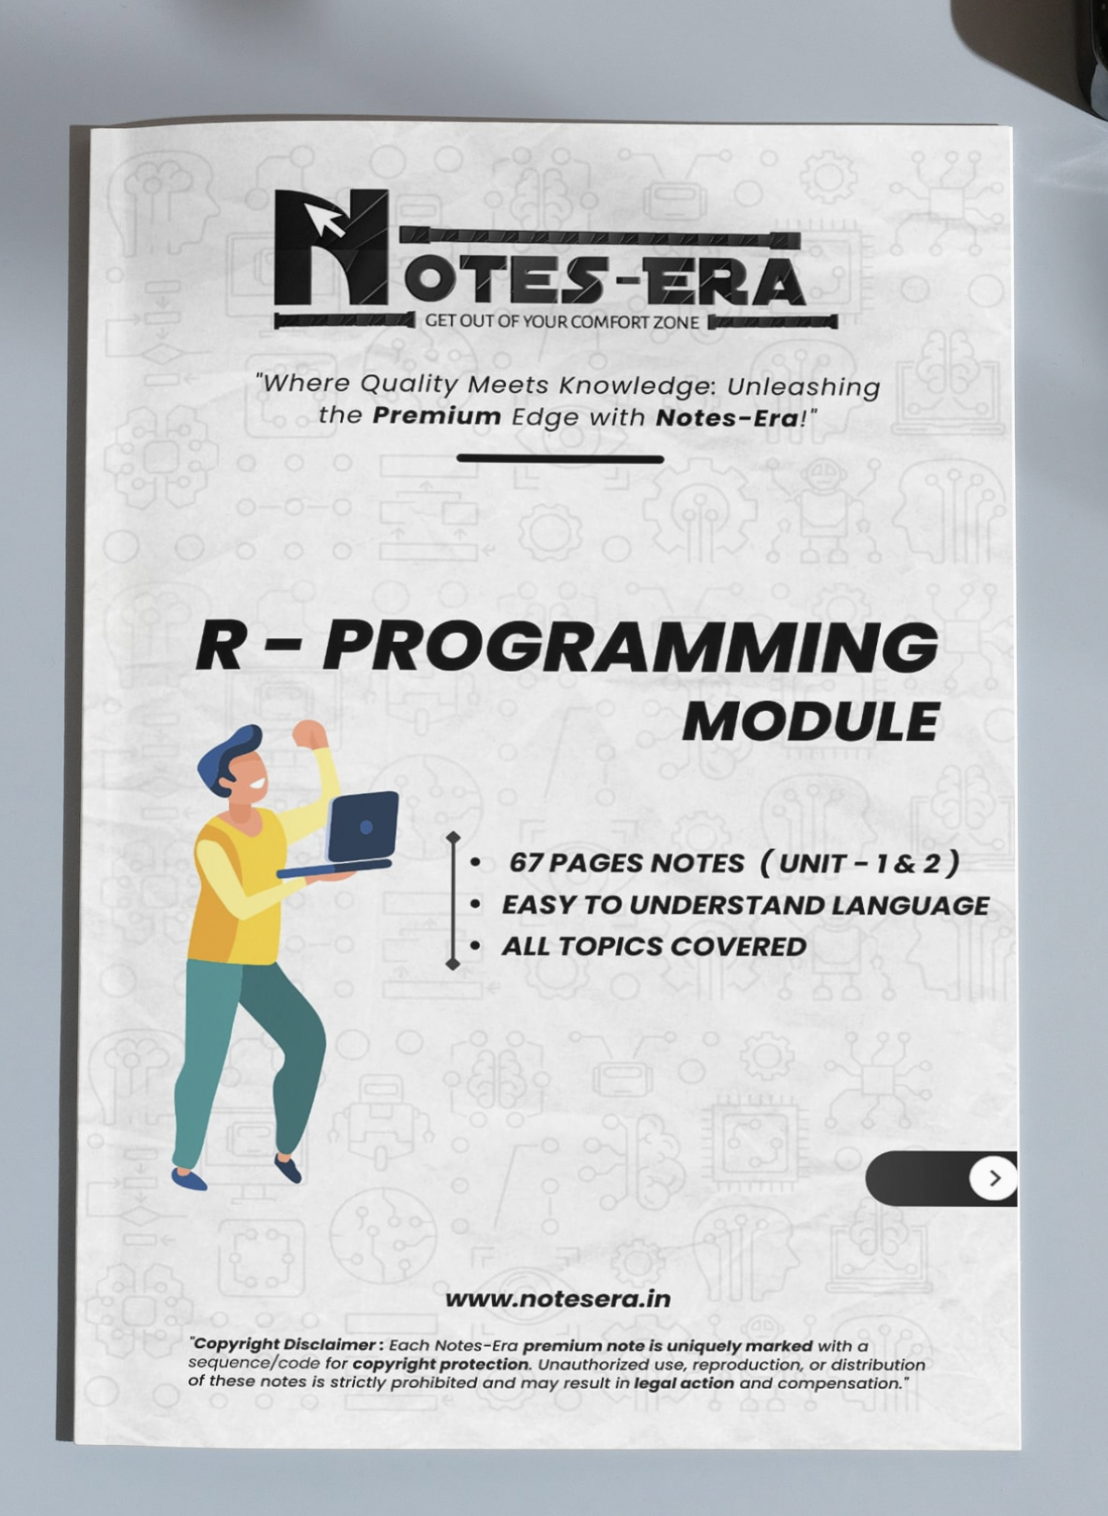 NOTES-ERA
GET OUT OF YOUR COMFORT ZONE
"Where Quality Meets Knowledge: Unleashing
the Premium Edge with Notes-Era!"
R - PROGRAMMING
MODULE
• 67 PAGES NOTES ( UNIT - 1 & 2 )
• EASY TO UNDERSTAND LANGUAGE
• ALL TOPICS COVERED
www.notesera.in
"Copyright Disclaimer : Each Notes-Era premium note is uniquely marked with a
sequence/code for copyright protection. Unauthorized use, reproduction, or distribution
of these notes is strictly prohibited and may result in legal action and compensation."